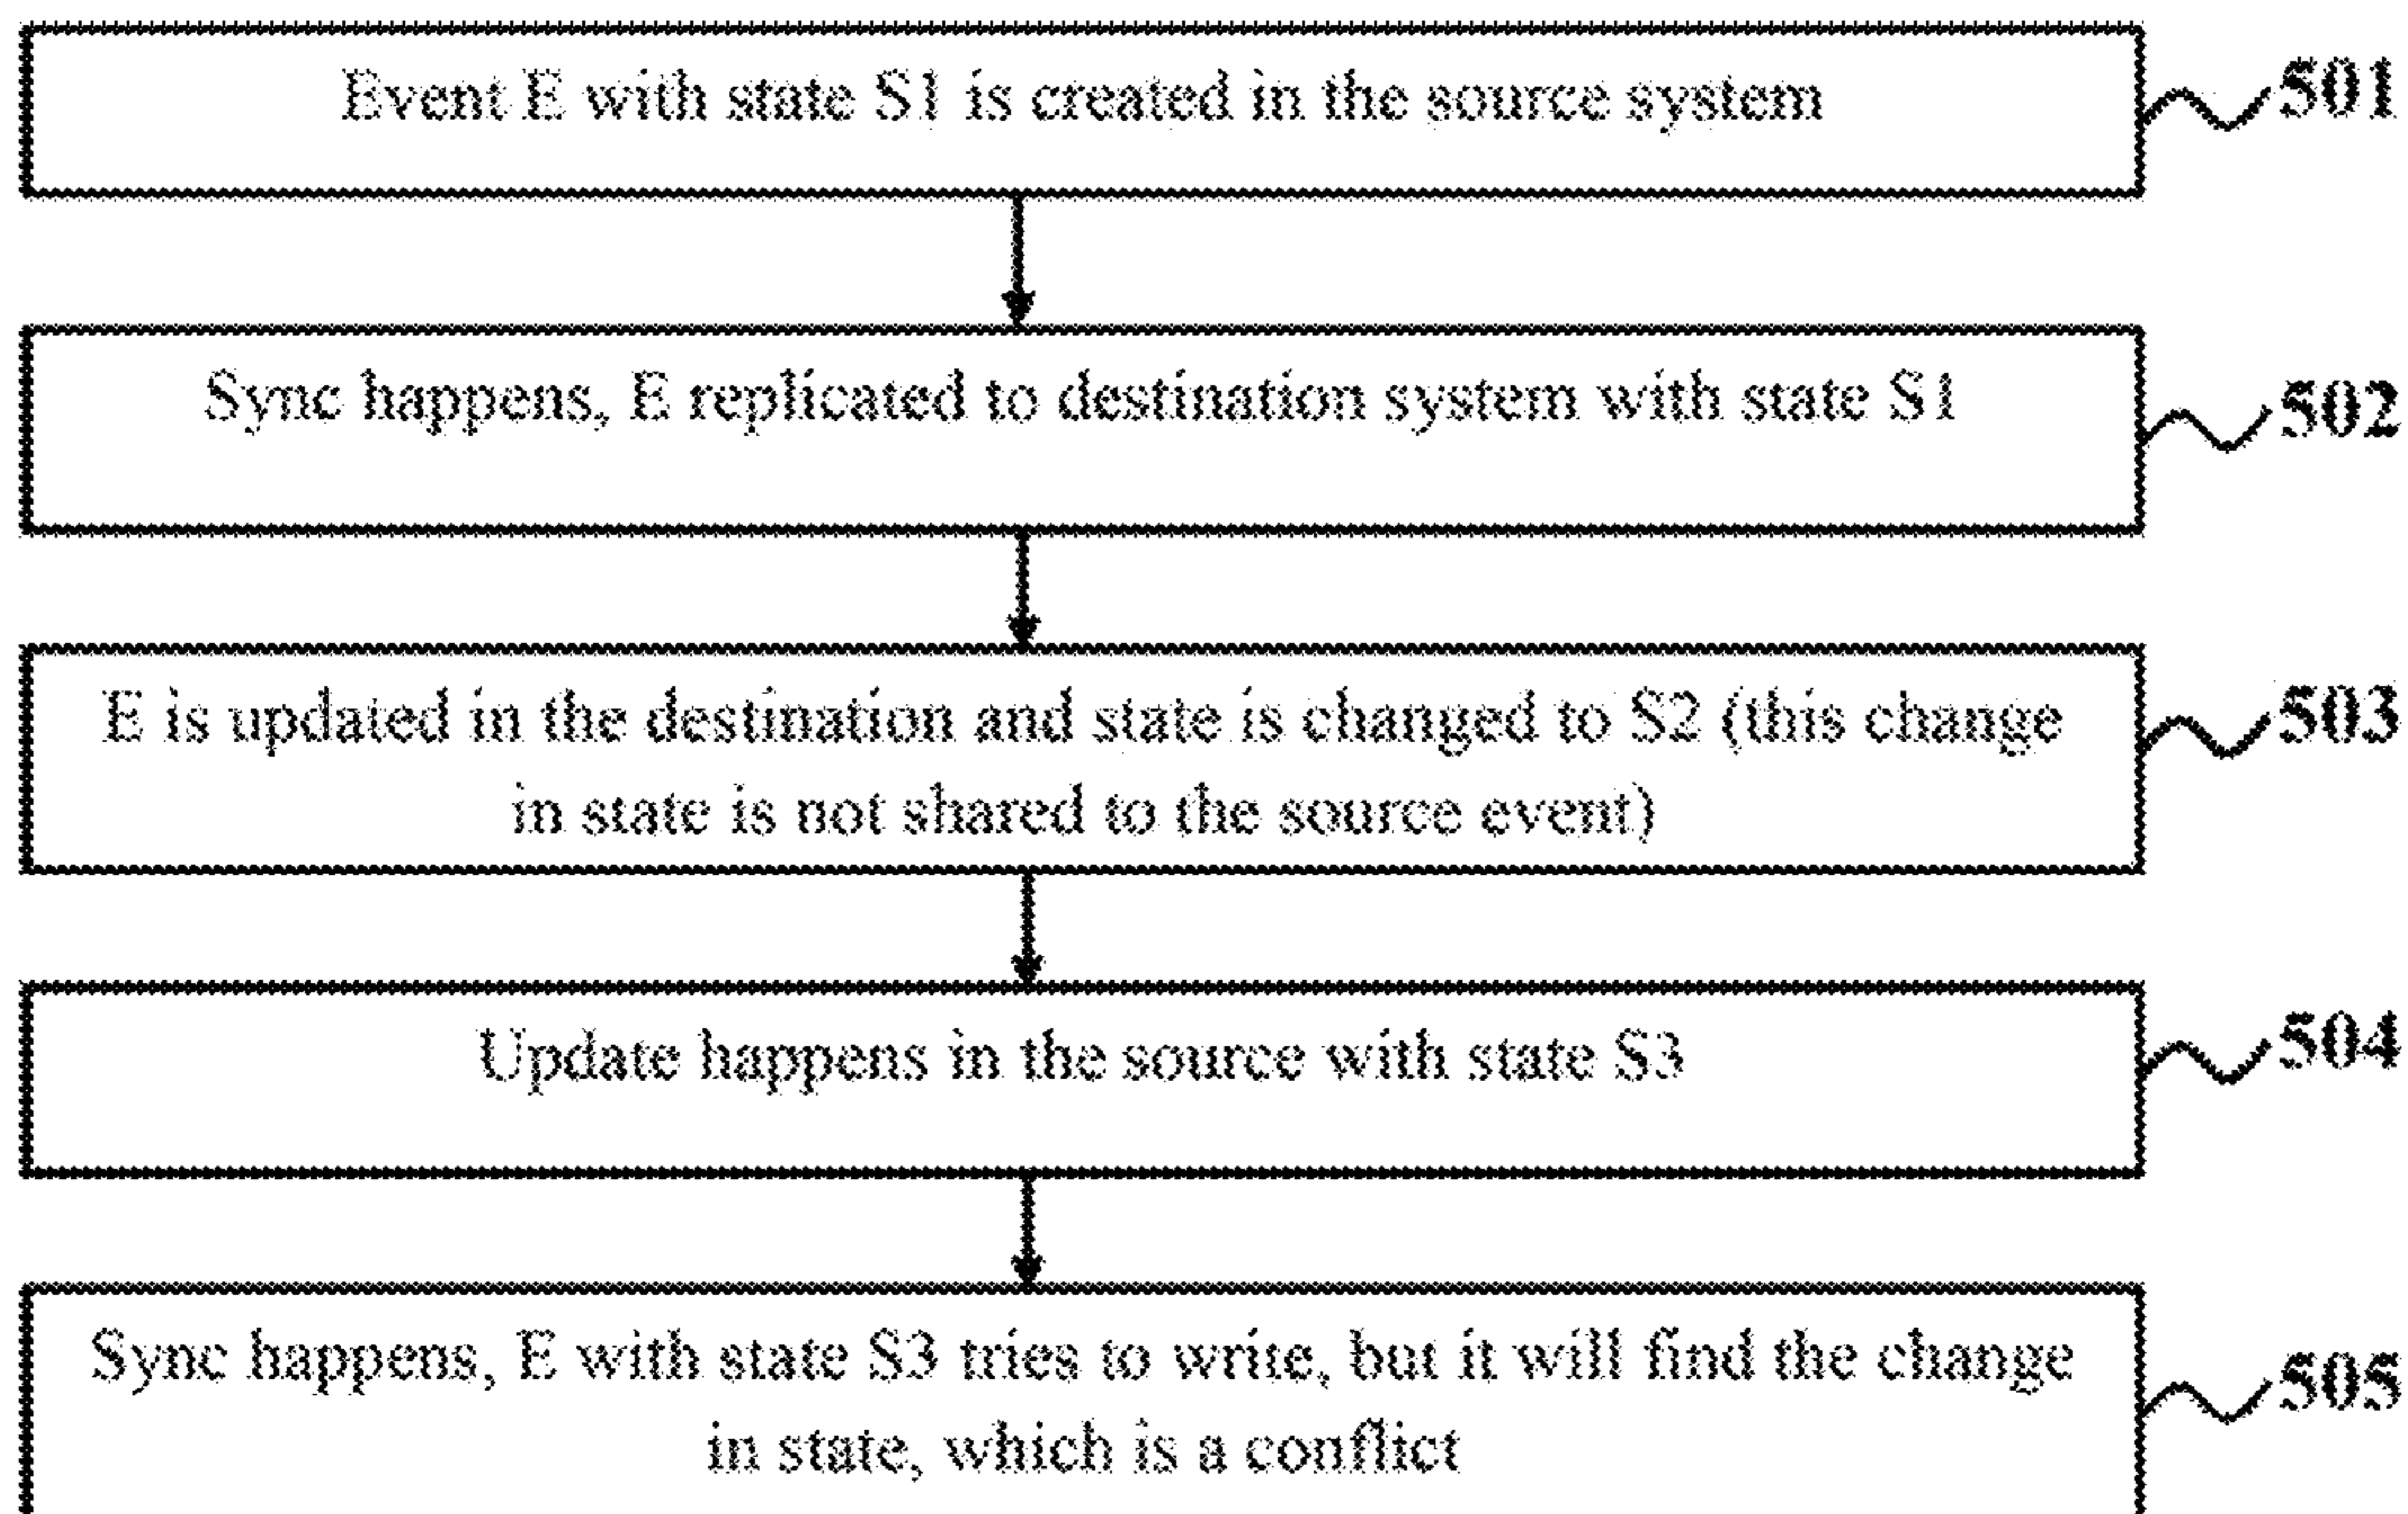 Event E with state S1 is created in the source system 501
Sync happens, E replicated to destination system with state S1 502
E is updated in the destination and state is changed to S2 (this change 503
in state is not shared to the source event)
Update happens in the source with state S3 504
Sync happens, E with state S3 tries to write, but it will find the change 505
in state, which is a conflict